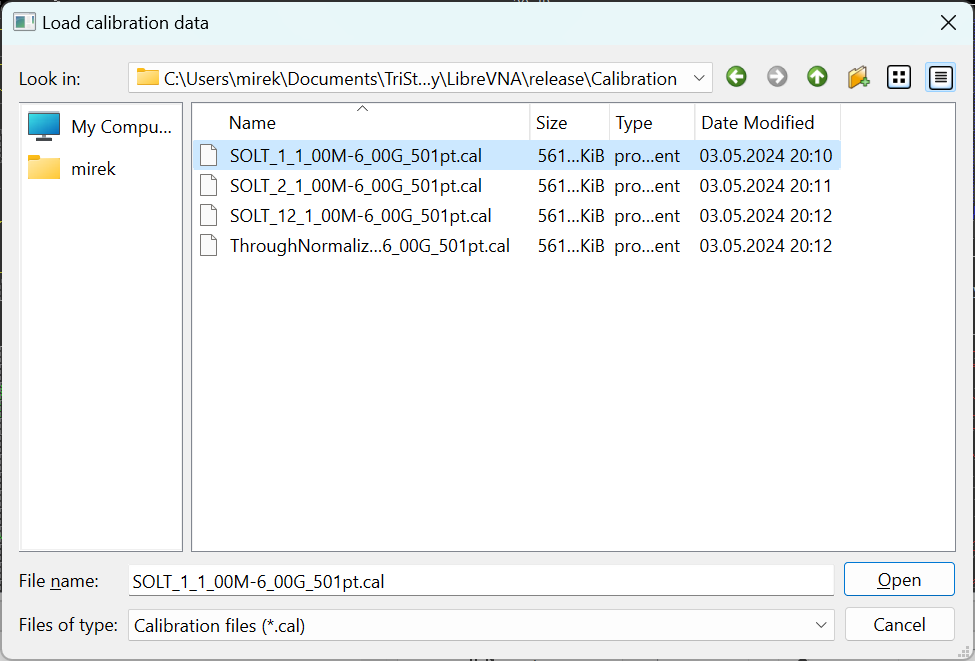 Load calibration data
Look in: C:\Users\mirek\Documents\TriSt...y\LibreVNA\release\Calibration
My Compu...
mirek
Name Size Type Date Modified
SOLT_1_1_00M-6_00G_501pt.cal 561...KiB pro...ent 03.05.2024 20:10
SOLT_2_1_00M-6_00G_501pt.cal 561...KiB pro...ent 03.05.2024 20:11
SOLT_12_1_00M-6_00G_501pt.cal 561...KiB pro...ent 03.05.2024 20:12
ThroughNormaliz...6_00G_501pt.cal 561...KiB pro...ent 03.05.2024 20:12
File name: SOLT_1_1_00M-6_00G_501pt.cal Open
Files of type: Calibration files (*.cal) Cancel